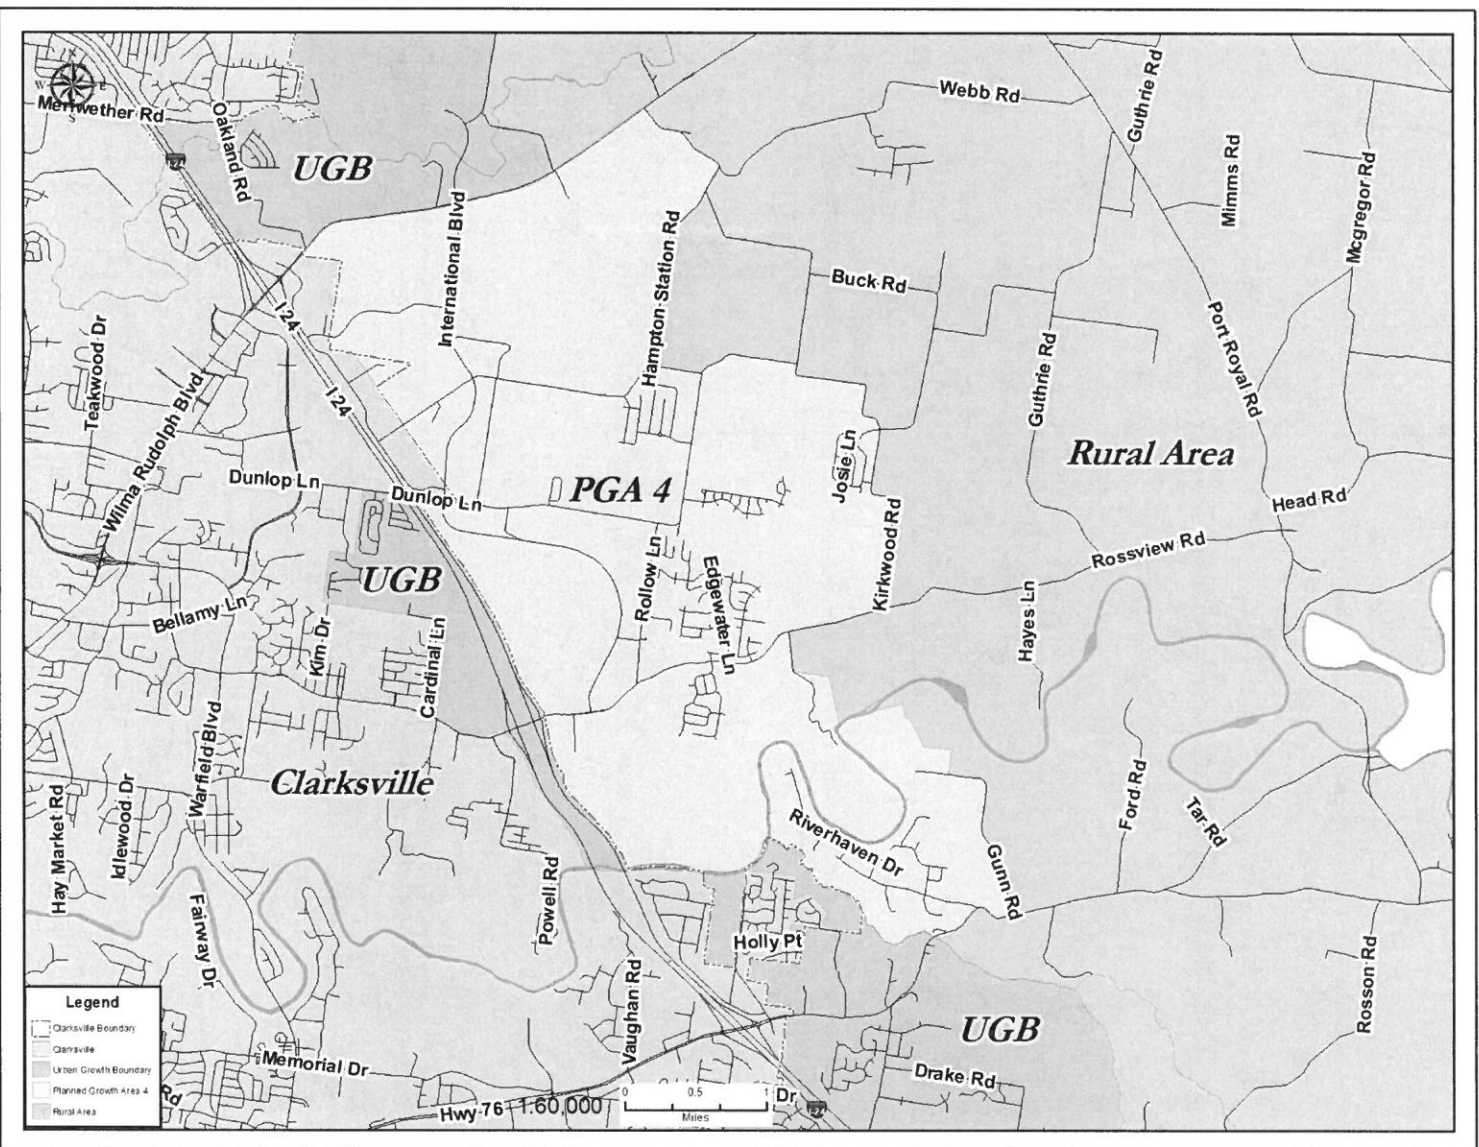 N
W E
S
Meriwether Rd
Oakland Rd
UGB
International Blvd
Hampton Station Rd
Webb Rd
Guthrie Rd
Mimms Rd
Mcgregor Rd
Buck Rd
I 24
Port Royal Rd
Teakwood Dr
Wilma Rudolph Blvd
I 24
Guthrie Rd
Josie Ln
Rural Area
Dunlop Ln
Dunlop Ln
PGA 4
Head Rd
Kirkwood Rd
Rossview Rd
UGB
Rollow Ln
Edgewater Ln
Bellamy Ln
Kim Dr
Cardinal Ln
Hayes Ln
Warfield Blvd
Clarksville
Hay Market Rd
Idlewood Dr
Riverhaven Dr
Ford Rd
Tar Rd
Gunn Rd
Powell Rd
Fairway Dr
Holly Pt
Vaughan Rd
Rosson Rd
UGB
Memorial Dr
Drake Rd
Rd
Hwy 76
Dr
Legend
Clarksville Boundary
Clarksville
Urban Growth Boundary
Planned Growth Area 4
Rural Area
1:60,000
0 0.5 1
Miles